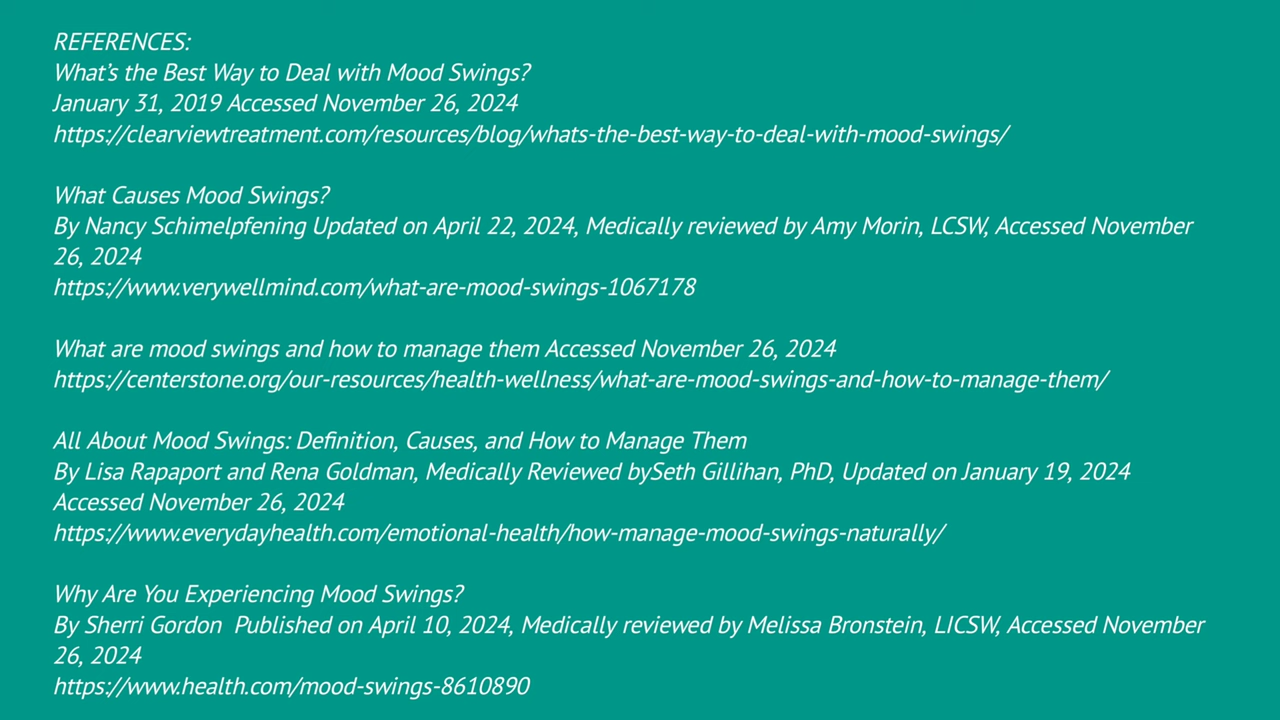 REFERENCES:
What's the Best Way to Deal with Mood Swings?
January 31, 2019 Accessed November 26, 2024
https://clearviewtreatment.com/resources/blog/whats-the-best-way-to-deal-with-mood-swings/
What Causes Mood Swings?
By Nancy Schimelpfening Updated on April 22, 2024, Medically reviewed by Amy Morin, LCSW, Accessed November
26, 2024
https://www.verywellmind.com/what-are-mood-swings-1067178
What are mood swings and how to manage them Accessed November 26, 2024
https://centerstone.org/our-resources/health-wellness/what-are-mood-swings-and-how-to-manage-them/
All About Mood Swings: Definition, Causes, and How to Manage Them
By Lisa Rapaport and Rena Goldman, Medically Reviewed bySeth Gillihan, PhD, Updated on January 19, 2024
Accessed November 26, 2024
https://www.everydayhealth.com/emotional-health/how-manage-mood-swings-naturally/
Why Are You Experiencing Mood Swings?
By Sherri Gordon  Published on April 10, 2024, Medically reviewed by Melissa Bronstein, LICSW, Accessed November
26, 2024
https://www.health.com/mood-swings-8610890